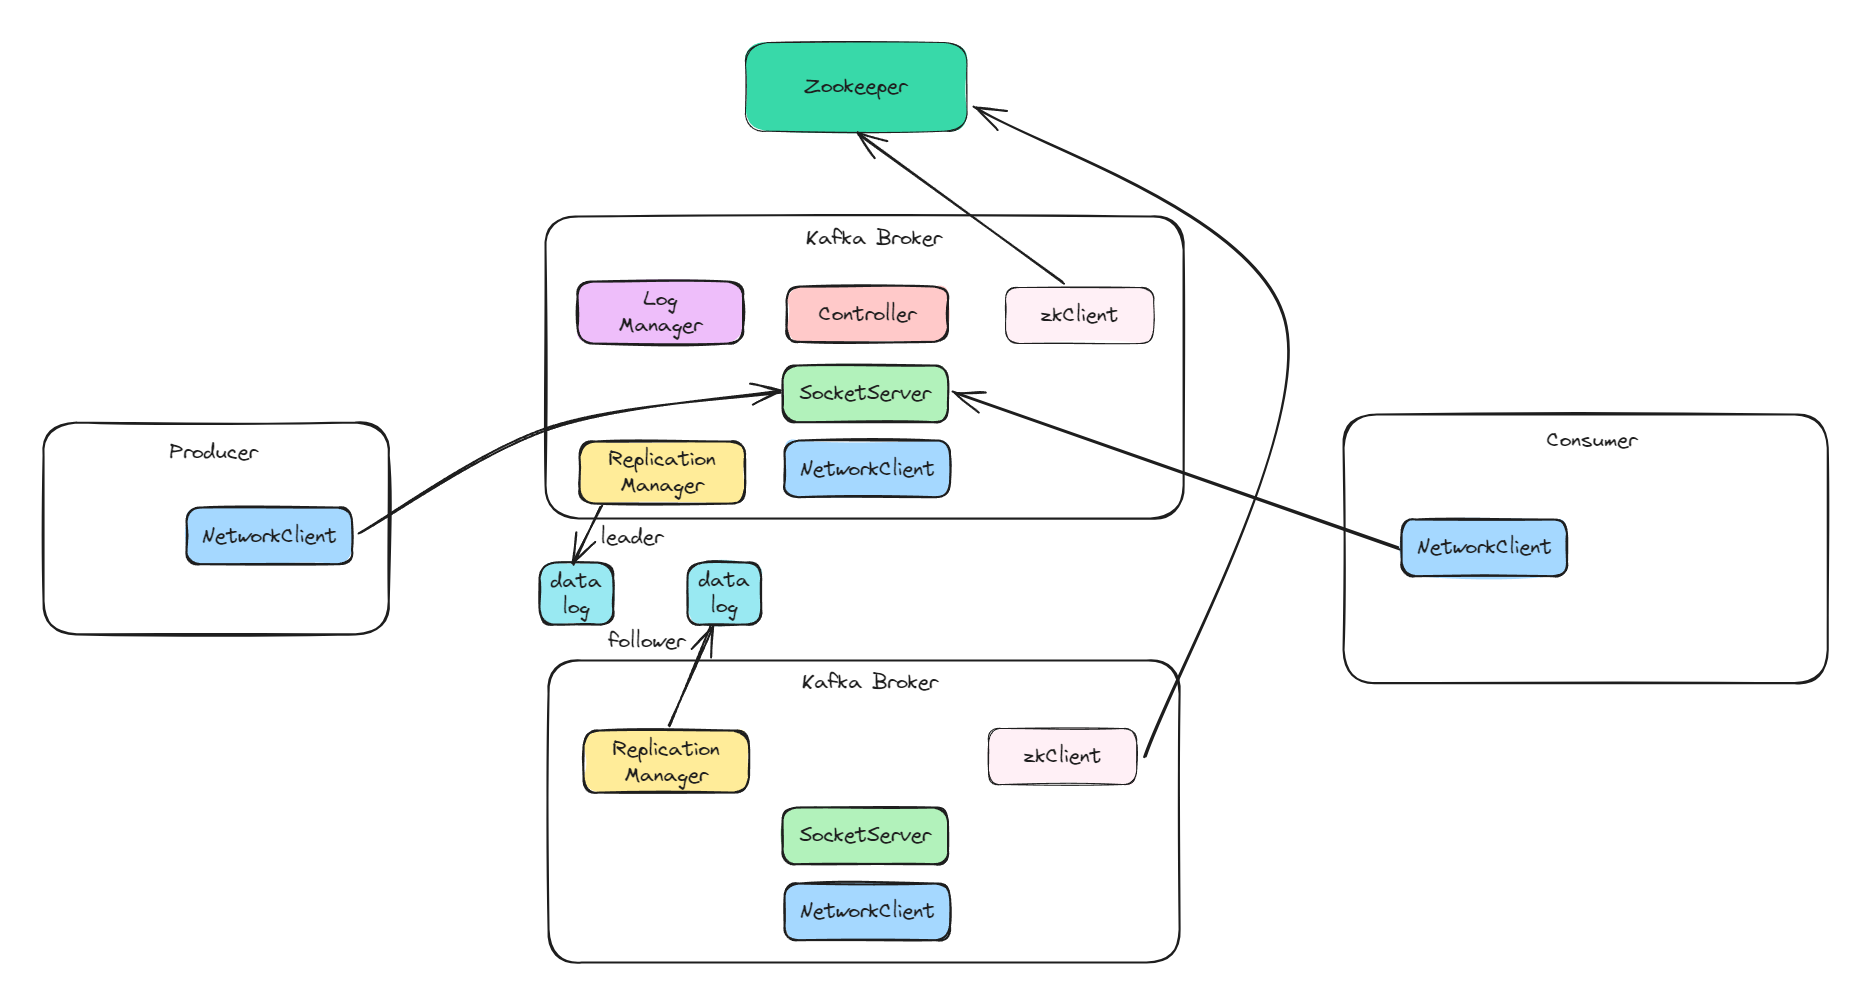 Zookeeper
Kafka Broker
Log
Manager
Controller
zkClient
SocketServer
Replication
Manager
NetworkClient
Producer
NetworkClient
Consumer
NetworkClient
leader
data
log
data
log
follower
Kafka Broker
Replication
Manager
zkClient
SocketServer
NetworkClient